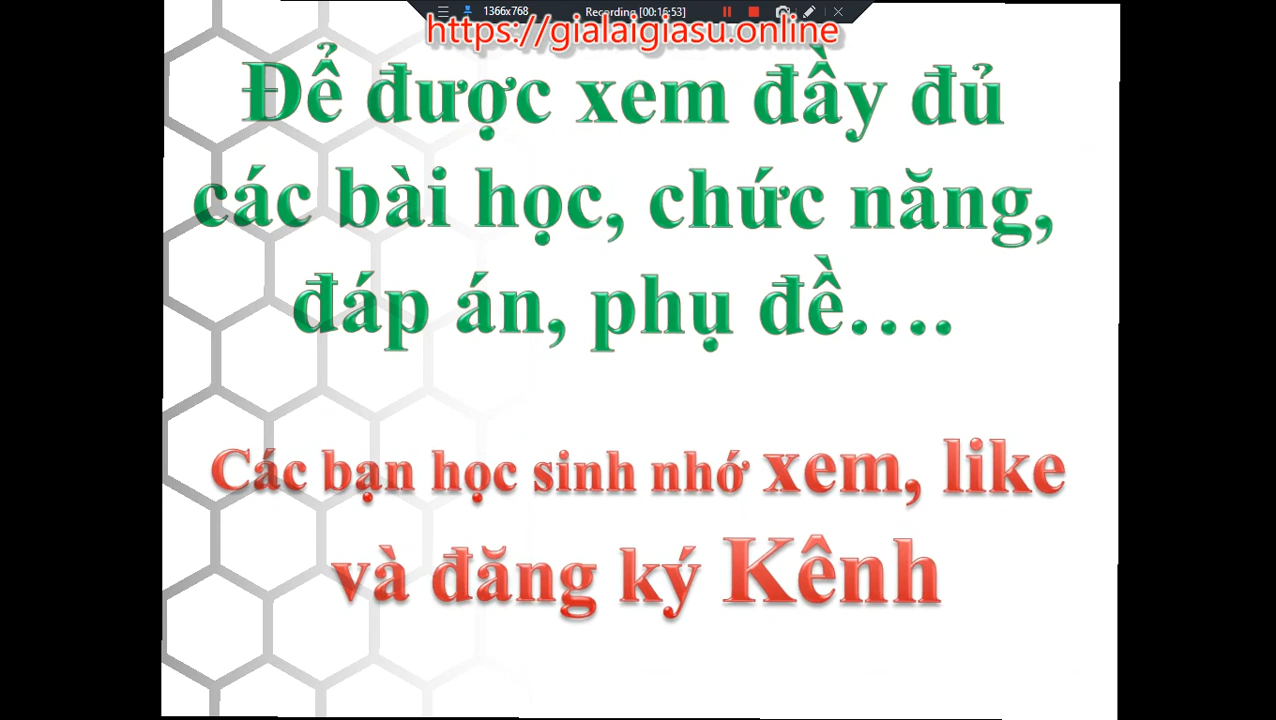 1366x768 Recording [00:16:53]
https://gialaigiasu.online
Để được xem đầy đủ
các bài học, chức năng,
đáp án, phụ đề....
Các bạn học sinh nhớ xem, like
và đăng ký Kênh